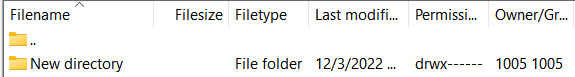 Filename Filesize Filetype Last modifi... Permissi... Owner/Gr...
..
New directory File folder 12/3/2022 ... drwx------ 1005 1005